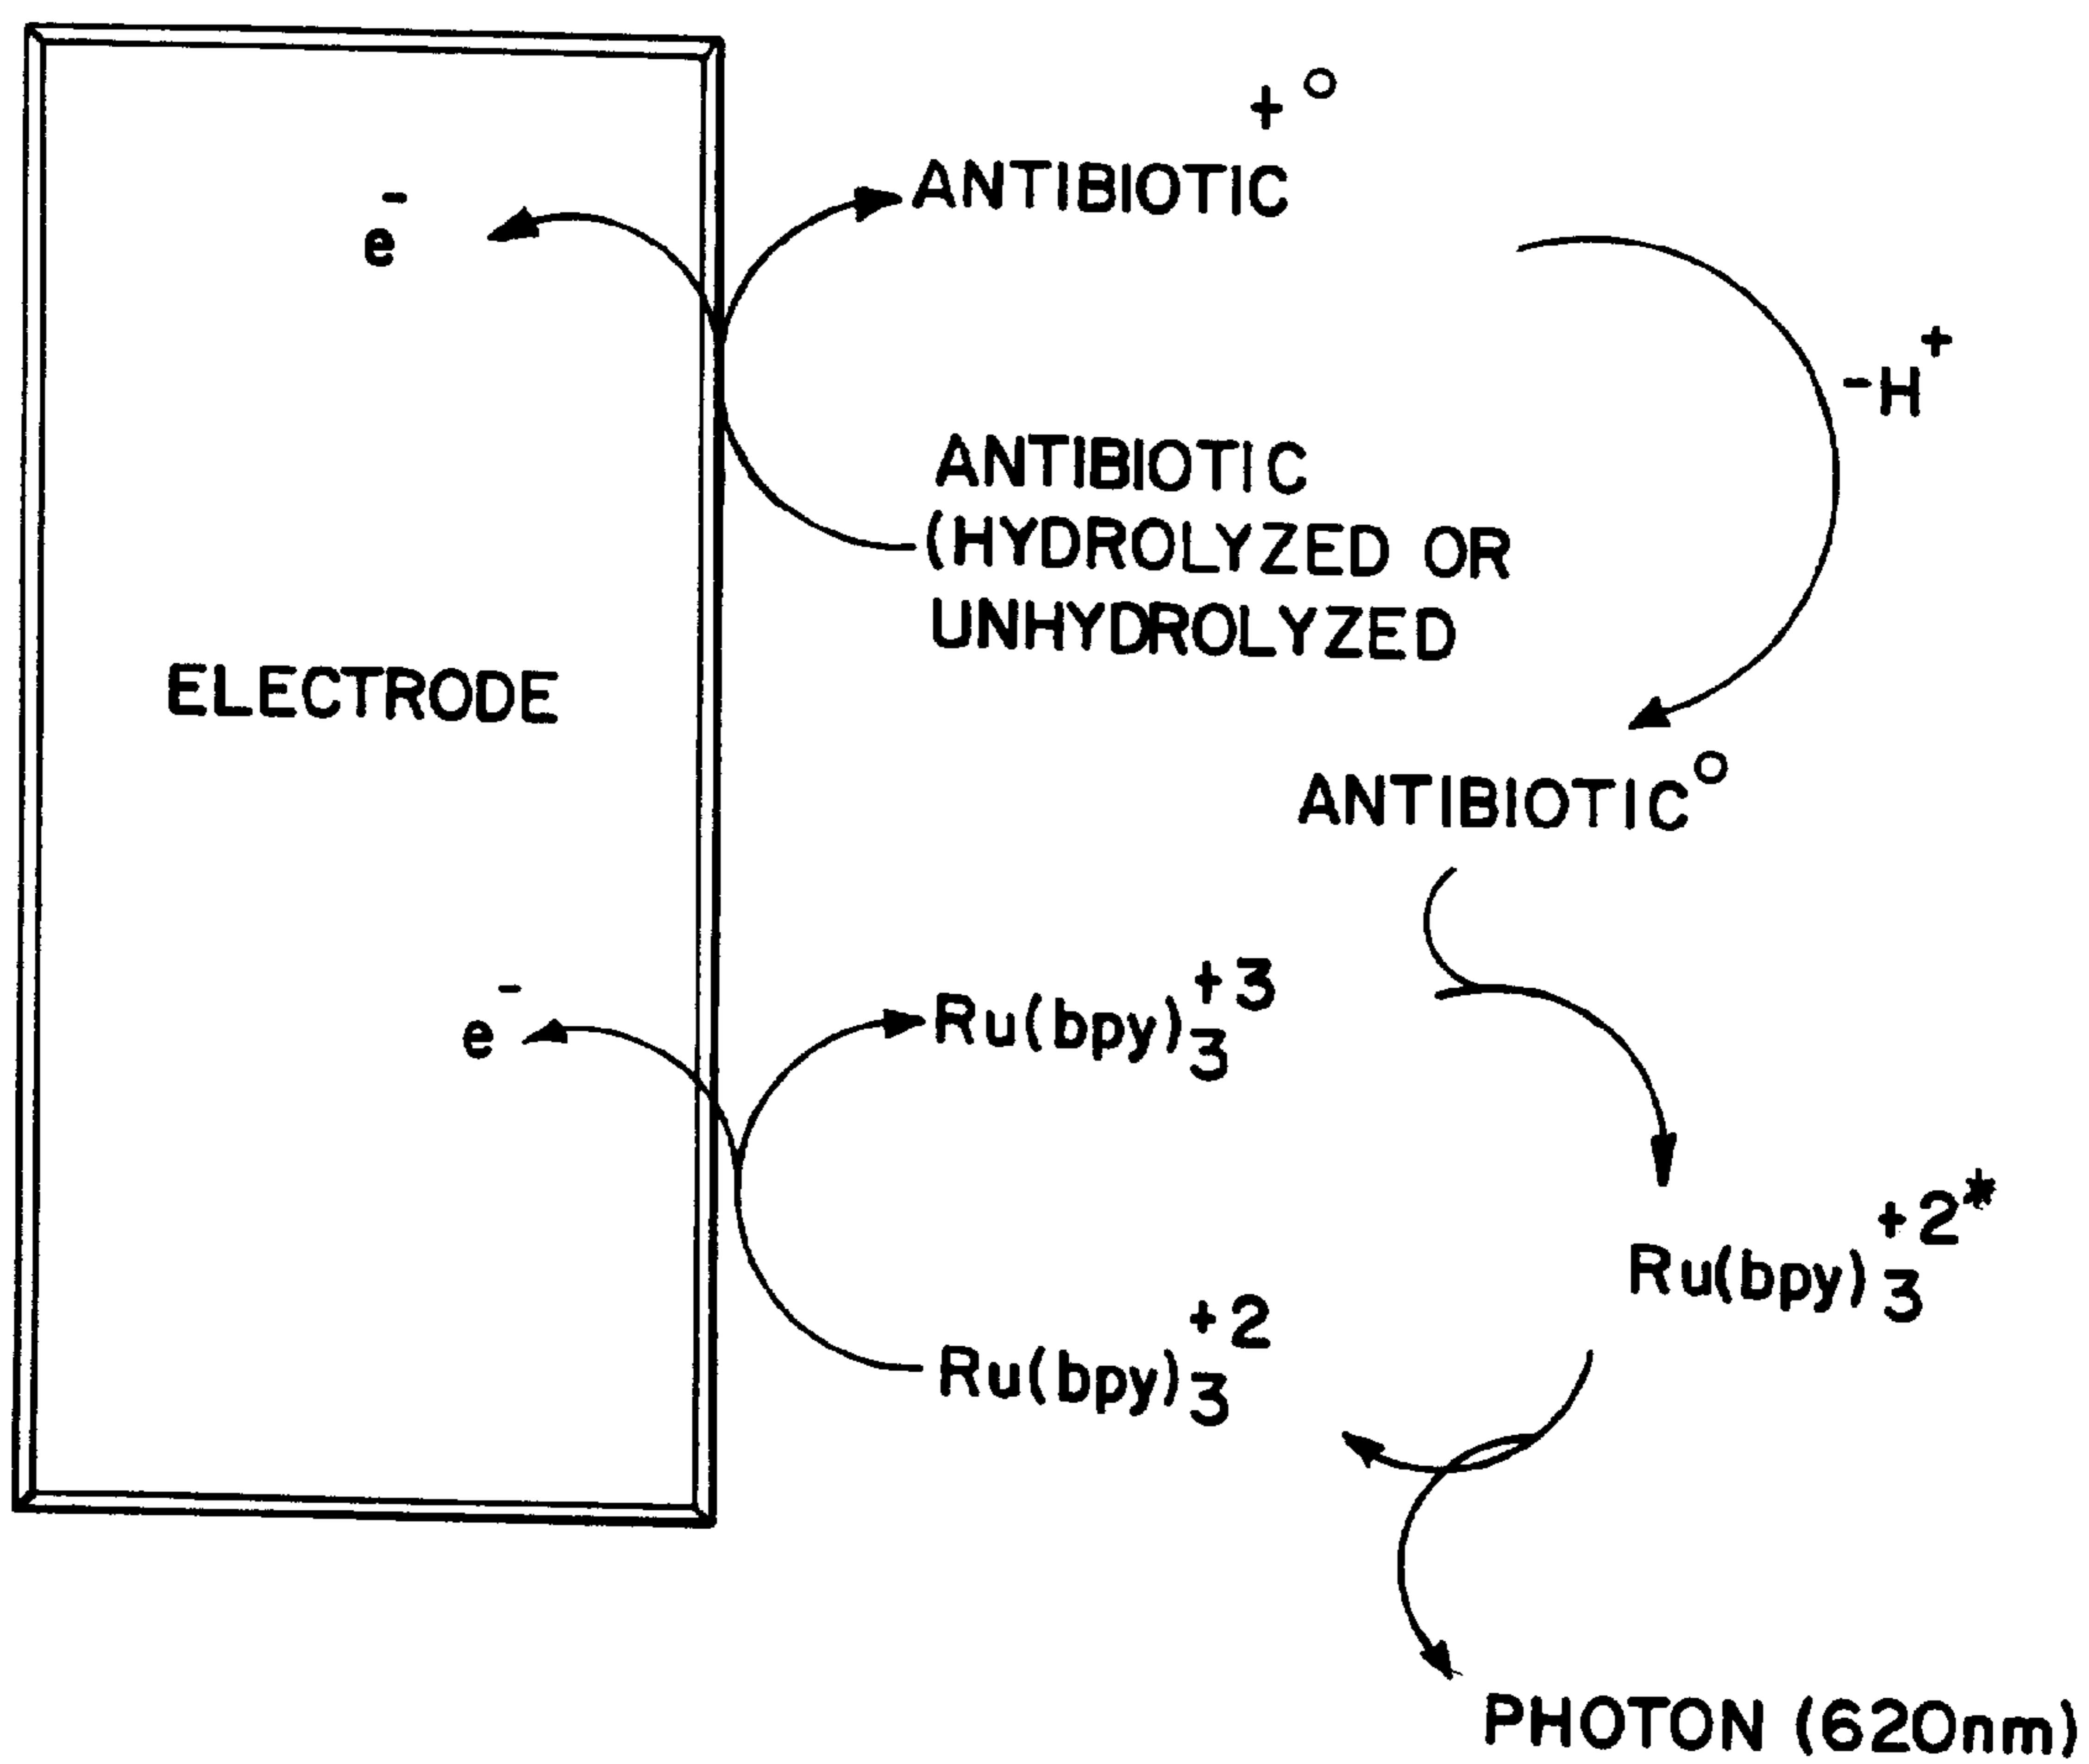 ANTIBIOTIC+○
e-
-H+
ANTIBIOTIC
(HYDROLYZED OR
UNHYDROLYZED
ELECTRODE
ANTIBIOTIC○
e-
Ru(bpy)3+3
Ru(bpy)3+2*
Ru(bpy)3+2
PHOTON (620nm)